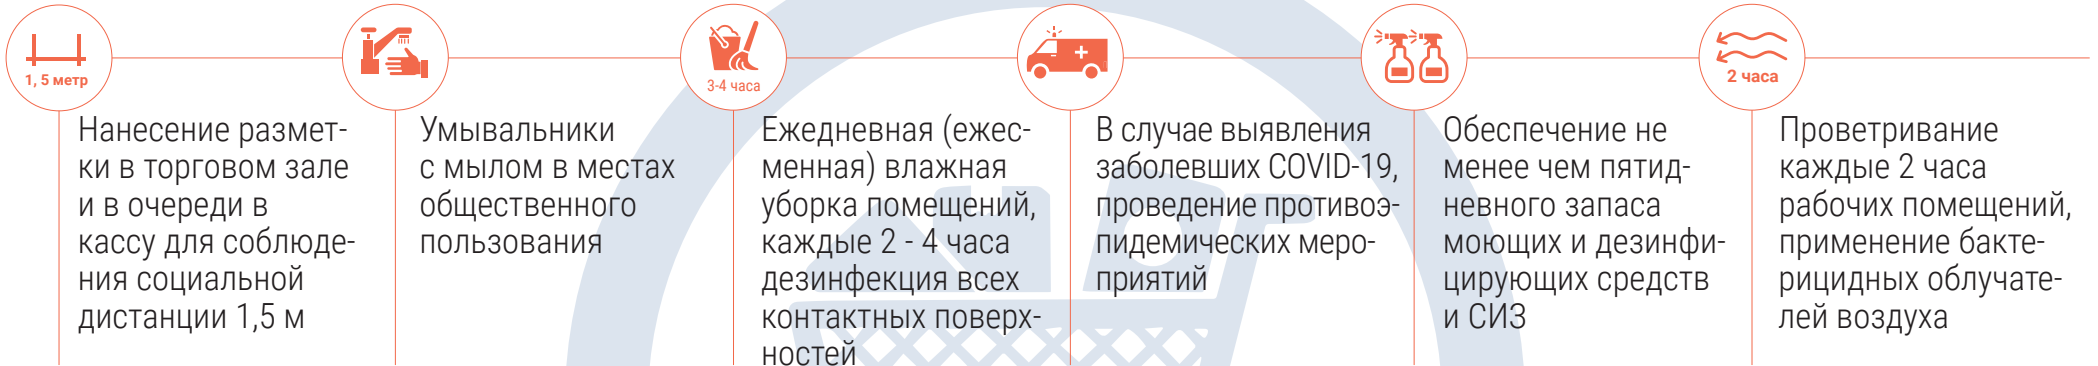 1, 5 метр
Нанесение размет-
ки в торговом зале
и в очереди в
кассу для соблюде-
ния социальной
дистанции 1,5 м
Умывальники
с мылом в местах
общественного
пользования
3-4 часа
Ежедневная (ежес-
менная) влажная
уборка помещений,
каждые 2 - 4 часа
дезинфекция всех
контактных поверх-
ностей
В случае выявления
заболевших COVID-19,
проведение противоэ-
пидемических меро-
приятий
Обеспечение не
менее чем пятид-
невного запаса
моющих и дезинфи-
цирующих средств
и СИЗ
2 часа
Проветривание
каждые 2 часа
рабочих помещений,
применение бакте-
рицидных облучате-
лей воздуха